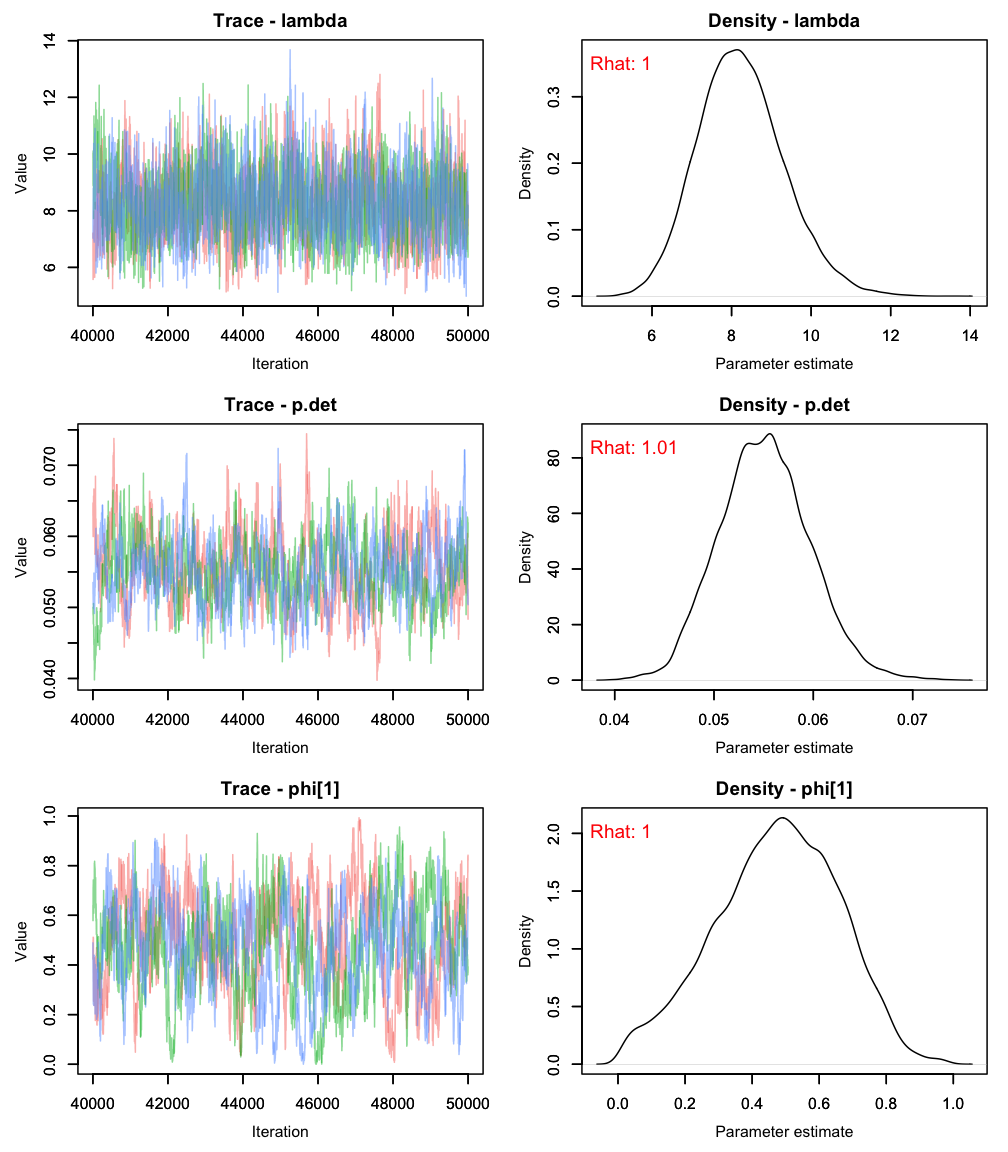 Trace - lambda
Value
14
12
10
8
6
40000 42000 44000 46000 48000 50000
Iteration
Density - lambda
Rhat: 1
Density
0.3
0.2
0.1
0.0
6 8 10 12 14
Parameter estimate
Trace - p.det
Value
0.070
0.060
0.050
0.040
40000 42000 44000 46000 48000 50000
Iteration
Density - p.det
Rhat: 1.01
Density
80
60
40
20
0
0.04 0.05 0.06 0.07
Parameter estimate
Trace - phi[1]
Value
1.0
0.8
0.6
0.4
0.2
0.0
40000 42000 44000 46000 48000 50000
Iteration
Density - phi[1]
Rhat: 1
Density
2.0
1.5
1.0
0.5
0.0
0.0 0.2 0.4 0.6 0.8 1.0
Parameter estimate